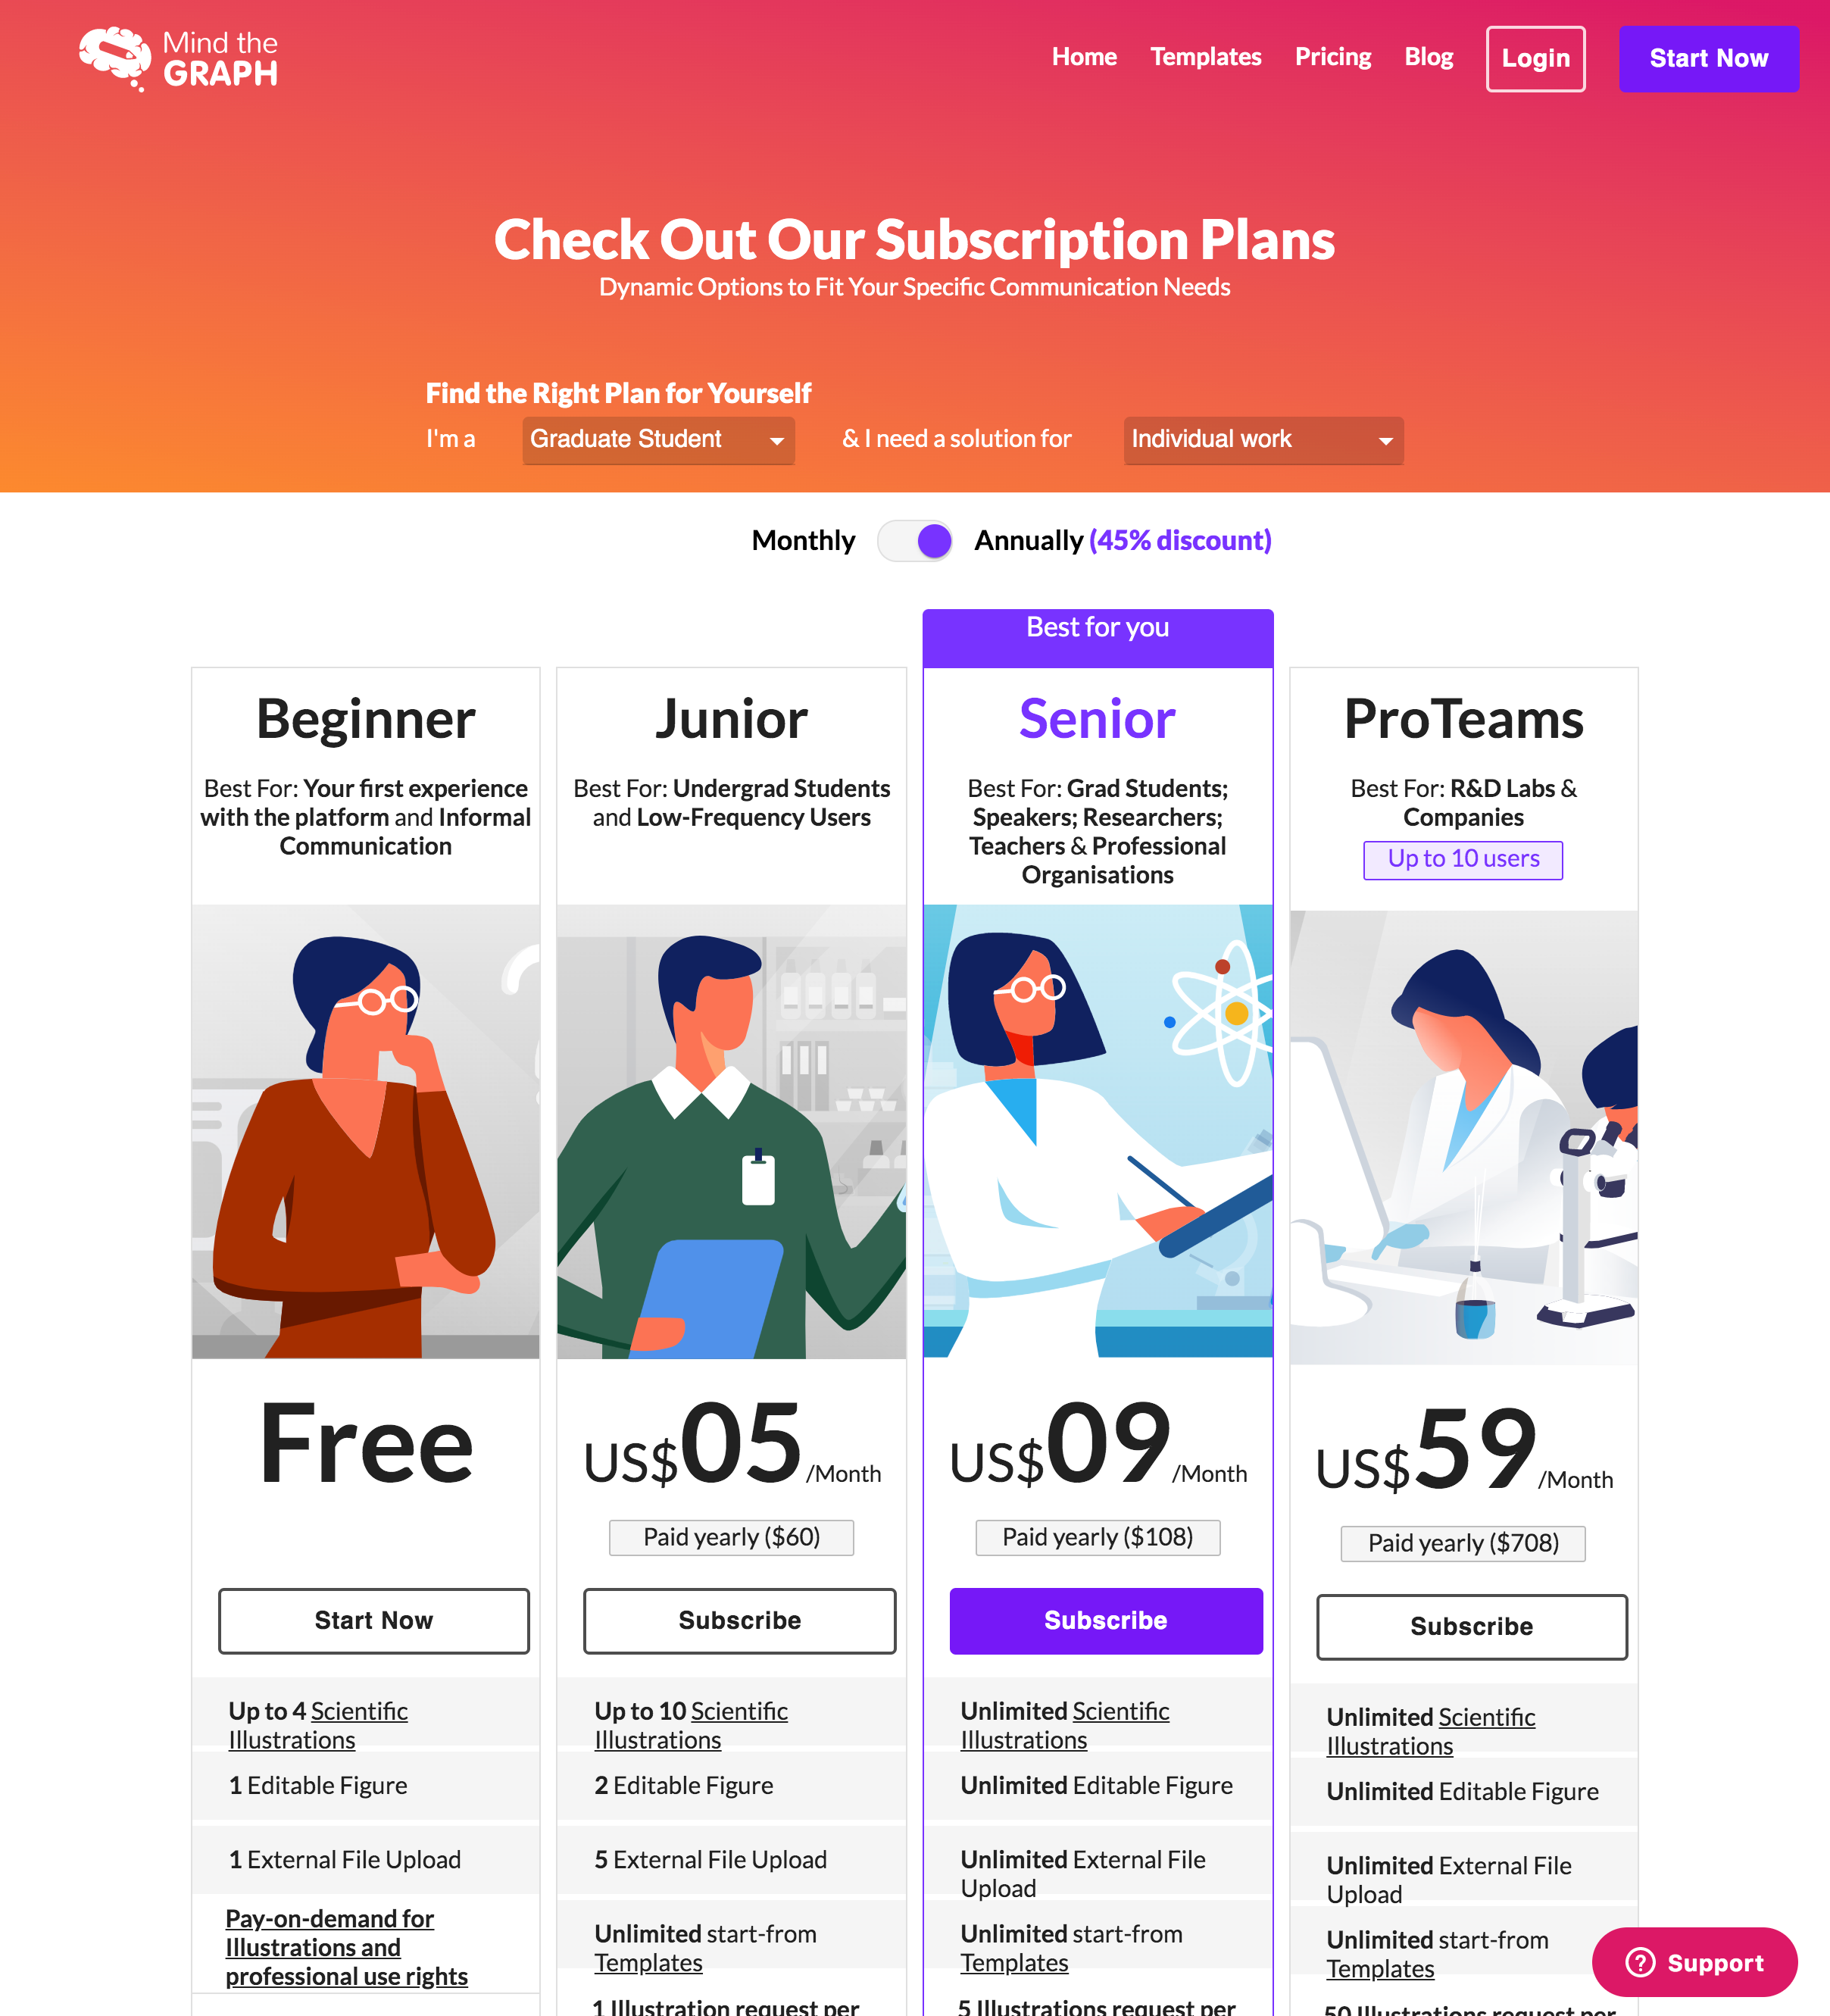 Mind the
GRAPH
Home
Templates
Pricing
Blog
Login
Start Now
Check Out Our Subscription Plans
Dynamic Options to Fit Your Specific Communication Needs
Find the Right Plan for Yourself
I'm a
Graduate Student
& I need a solution for
Individual work
Monthly
Annually (45% discount)
Beginner
Best For: Your first experience
with the platform and Informal
Communication
Free
Start Now
Up to 4 Scientific
Illustrations
1 Editable Figure
1 External File Upload
Pay-on-demand for
Illustrations and
professional use rights
Junior
Best For: Undergrad Students
and Low-Frequency Users
US$05/Month
Paid yearly ($60)
Subscribe
Up to 10 Scientific
Illustrations
2 Editable Figure
5 External File Upload
Unlimited start-from
Templates
1 Illustration request per
Best for you
Senior
Best For: Grad Students;
Speakers; Researchers;
Teachers & Professional
Organisations
US$09/Month
Paid yearly ($108)
Subscribe
Unlimited Scientific
Illustrations
Unlimited Editable Figure
Unlimited External File
Upload
Unlimited start-from
Templates
5 Illustrations request per
ProTeams
Best For: R&D Labs &
Companies
Up to 10 users
US$59/Month
Paid yearly ($708)
Subscribe
Unlimited Scientific
Illustrations
Unlimited Editable Figure
Unlimited External File
Upload
Unlimited start-from
Templates
50 Illustrations request per
Support